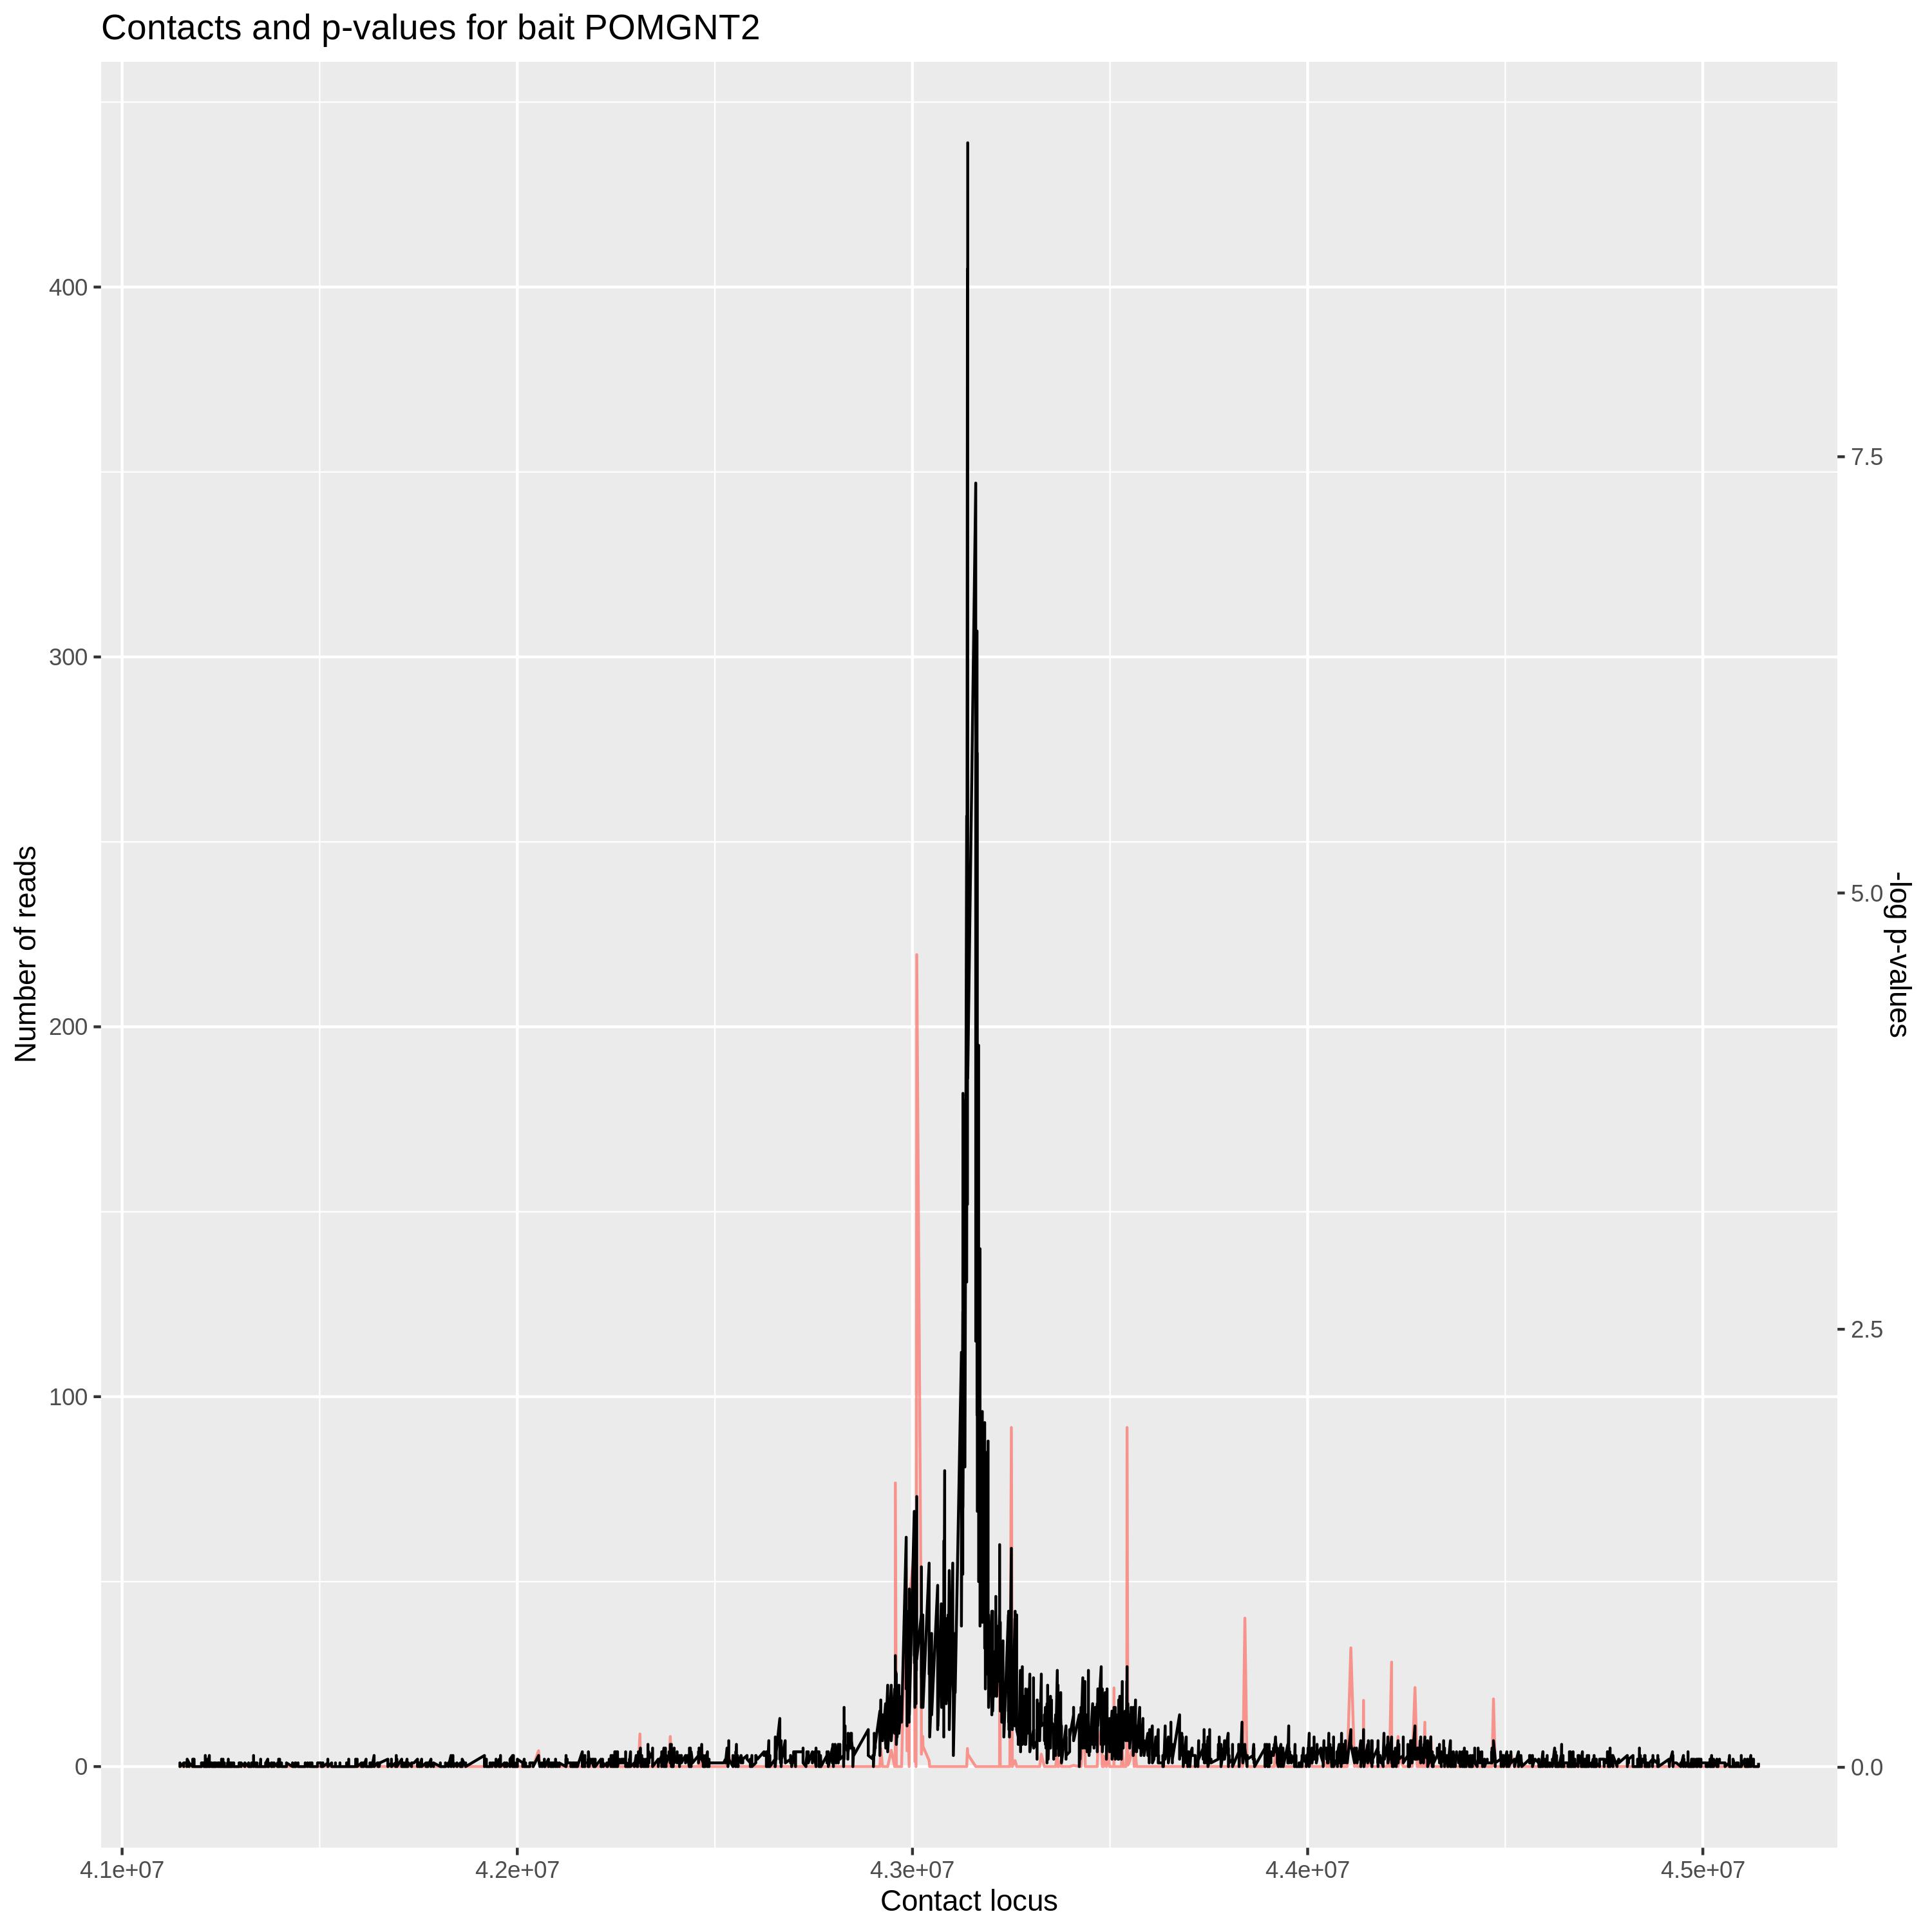 Contacts and p-values for bait POMGNT2
400
300
200
100
0
Number of reads
7.5
5.0
2.5
0.0
-log p-values
4.1e+07 4.2e+07 4.3e+07 4.4e+07 4.5e+07
Contact locus